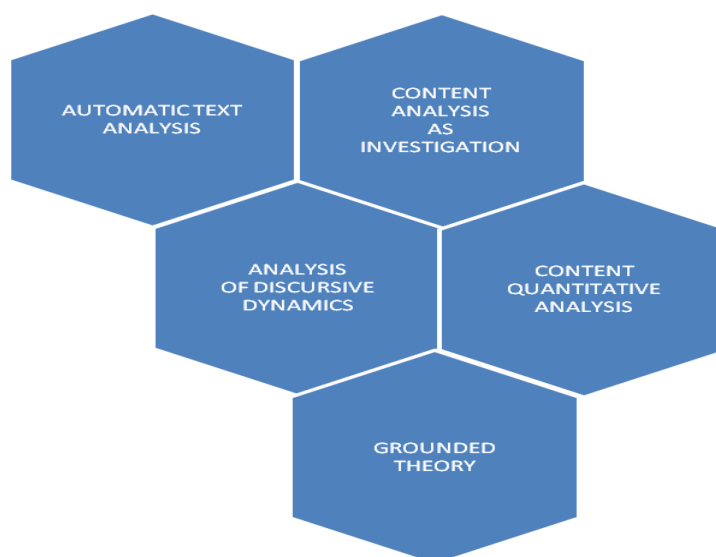 AUTOMATIC TEXT
ANALYSIS
CONTENT
ANALYSIS
AS
INVESTIGATION
ANALYSIS
OF DISCURSIVE
DYNAMICS
CONTENT
QUANTITATIVE
ANALYSIS
GROUNDED
THEORY